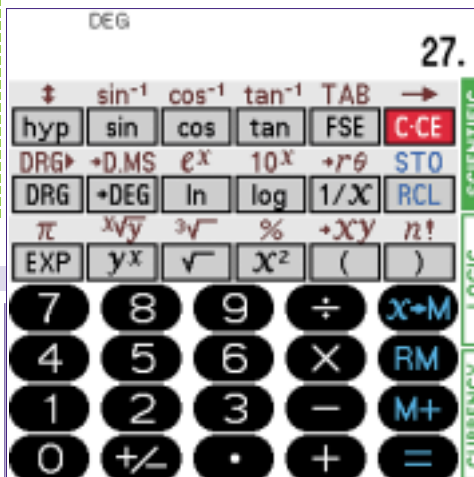 DEG
27.
↕ sin⁻¹ cos⁻¹ tan⁻¹ TAB →
hyp sin cos tan FSE C·CE
DRG▸ →D.MS eˣ 10ˣ →rθ STO
DRG →DEG ln log 1/x RCL
π ˣ√y ³√ % →xy n!
EXP yˣ √ x² ( )
7 8 9 ÷ x→M
4 5 6 × RM
1 2 3 − M+
0 +/− · + =
SCIENTIFIC
LOGIC
CURRENCY